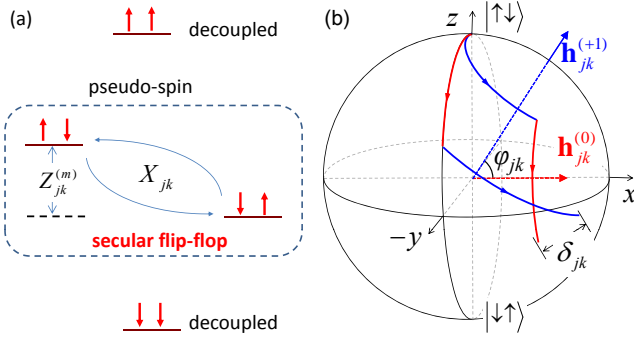 (a)
↑ ↑ decoupled
pseudo-spin
↑ ↓
Z_{jk}^{(m)}
X_{jk}
↓ ↑
secular flip-flop
↓ ↓ decoupled
(b)
z |↑↓⟩
h_{jk}^{(+1)}
φ_{jk}
h_{jk}^{(0)}
x
−y
δ_{jk}
|↓↑⟩